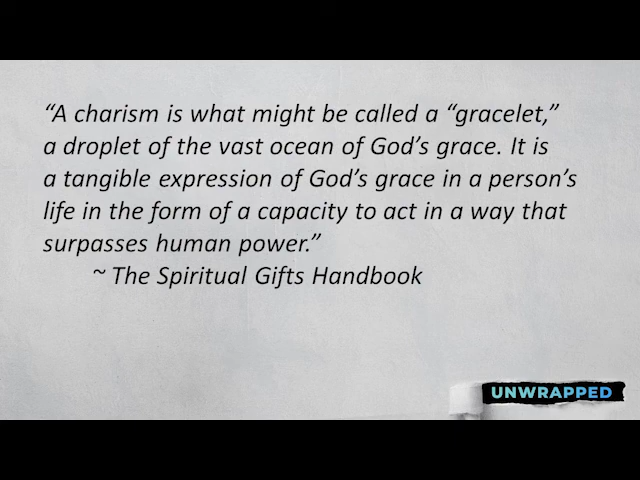 “A charism is what might be called a “gracelet,”
a droplet of the vast ocean of God’s grace. It is
a tangible expression of God’s grace in a person’s
life in the form of a capacity to act in a way that
surpasses human power.”
~ The Spiritual Gifts Handbook
UNWRAPPED